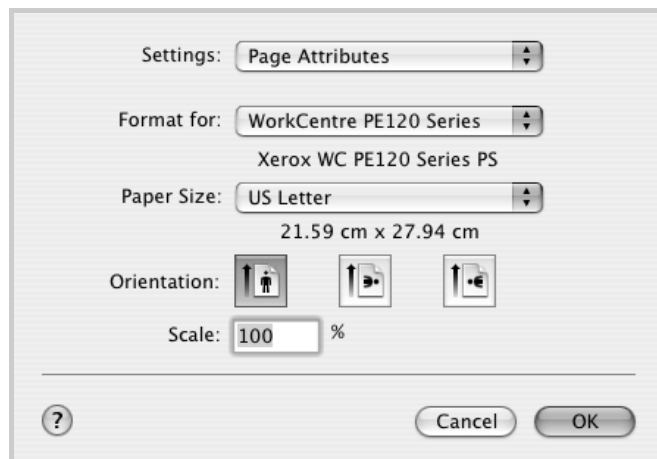 Settings: Page Attributes
Format for: WorkCentre PE120 Series
Xerox WC PE120 Series PS
Paper Size: US Letter
21.59 cm x 27.94 cm
Orientation:
Scale: 100 %
? Cancel OK